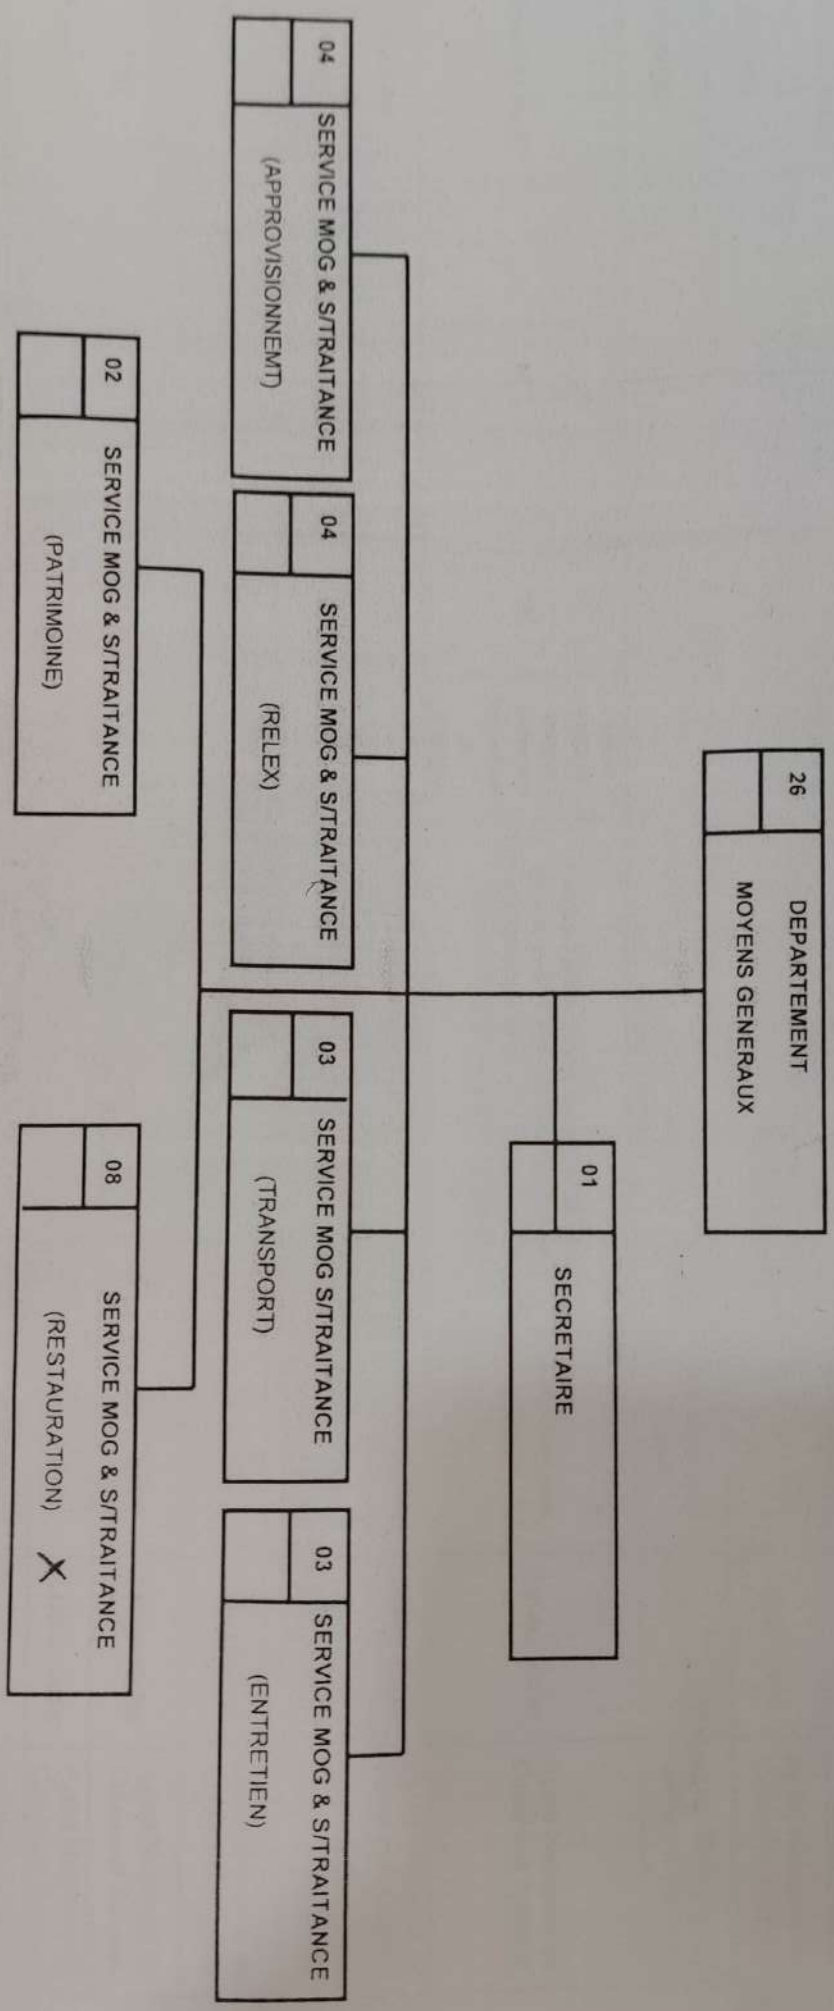 26
DEPARTEMENT
MOYENS GENERAUX
01
SECRETAIRE
04
SERVICE MOG & S/TRAITANCE
(APPROVISIONNEMT)
04
SERVICE MOG & S/TRAITANCE
(RELEX)
03
SERVICE MOG S/TRAITANCE
(TRANSPORT)
03
SERVICE MOG & S/TRAITANCE
(ENTRETIEN)
02
SERVICE MOG & S/TRAITANCE
(PATRIMOINE)
08
SERVICE MOG & S/TRAITANCE
(RESTAURATION) X